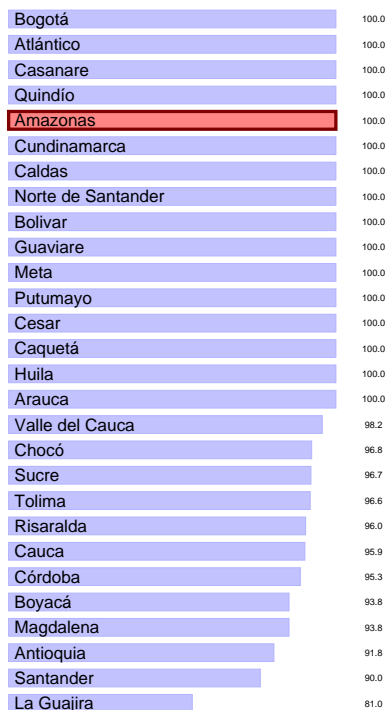 Bogotá 100.0
Atlántico 100.0
Casanare 100.0
Quindío 100.0
Amazonas 100.0
Cundinamarca 100.0
Caldas 100.0
Norte de Santander 100.0
Bolivar 100.0
Guaviare 100.0
Meta 100.0
Putumayo 100.0
Cesar 100.0
Caquetá 100.0
Huila 100.0
Arauca 100.0
Valle del Cauca 98.2
Chocó 96.8
Sucre 96.7
Tolima 96.6
Risaralda 96.0
Cauca 95.9
Córdoba 95.3
Boyacá 93.8
Magdalena 93.8
Antioquia 91.8
Santander 90.0
La Guajira 81.0